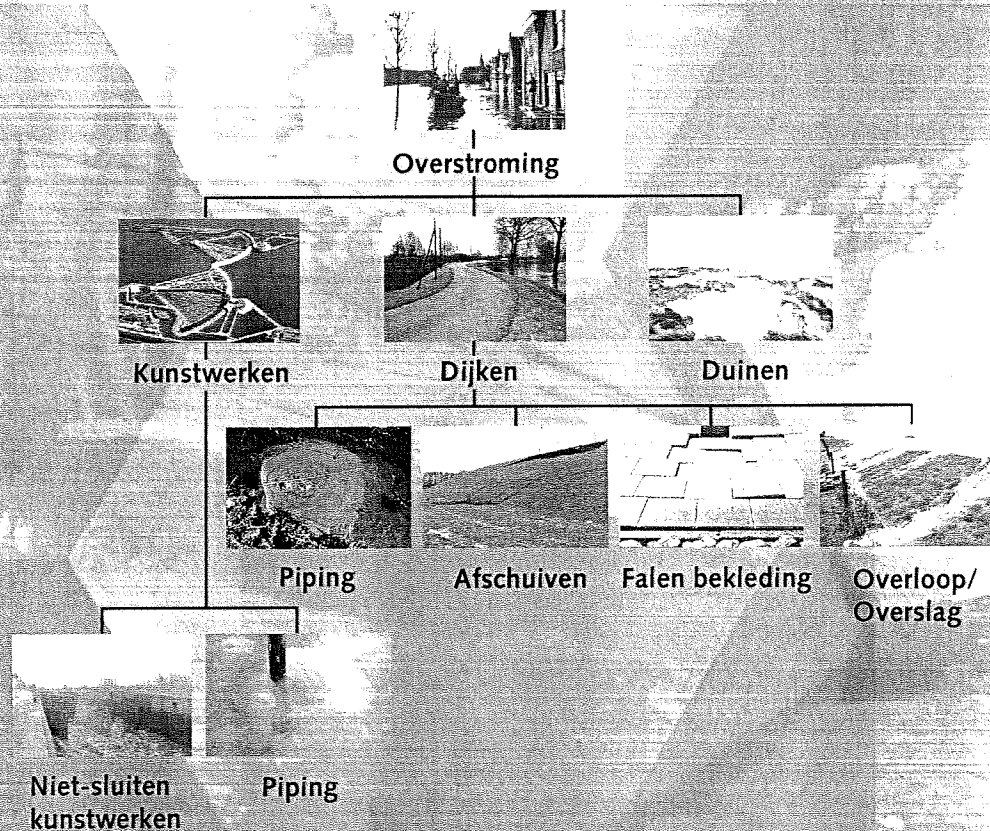 Overstroming
Kunstwerken
Dijken
Duinen
Piping
Afschuiven
Falen bekleding
Overloop/
Overslag
Niet-sluiten
kunstwerken
Piping